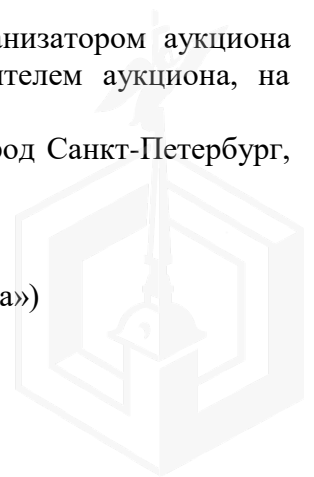 анизатором аукциона
ителем аукциона, на
род Санкт-Петербург,
а»)